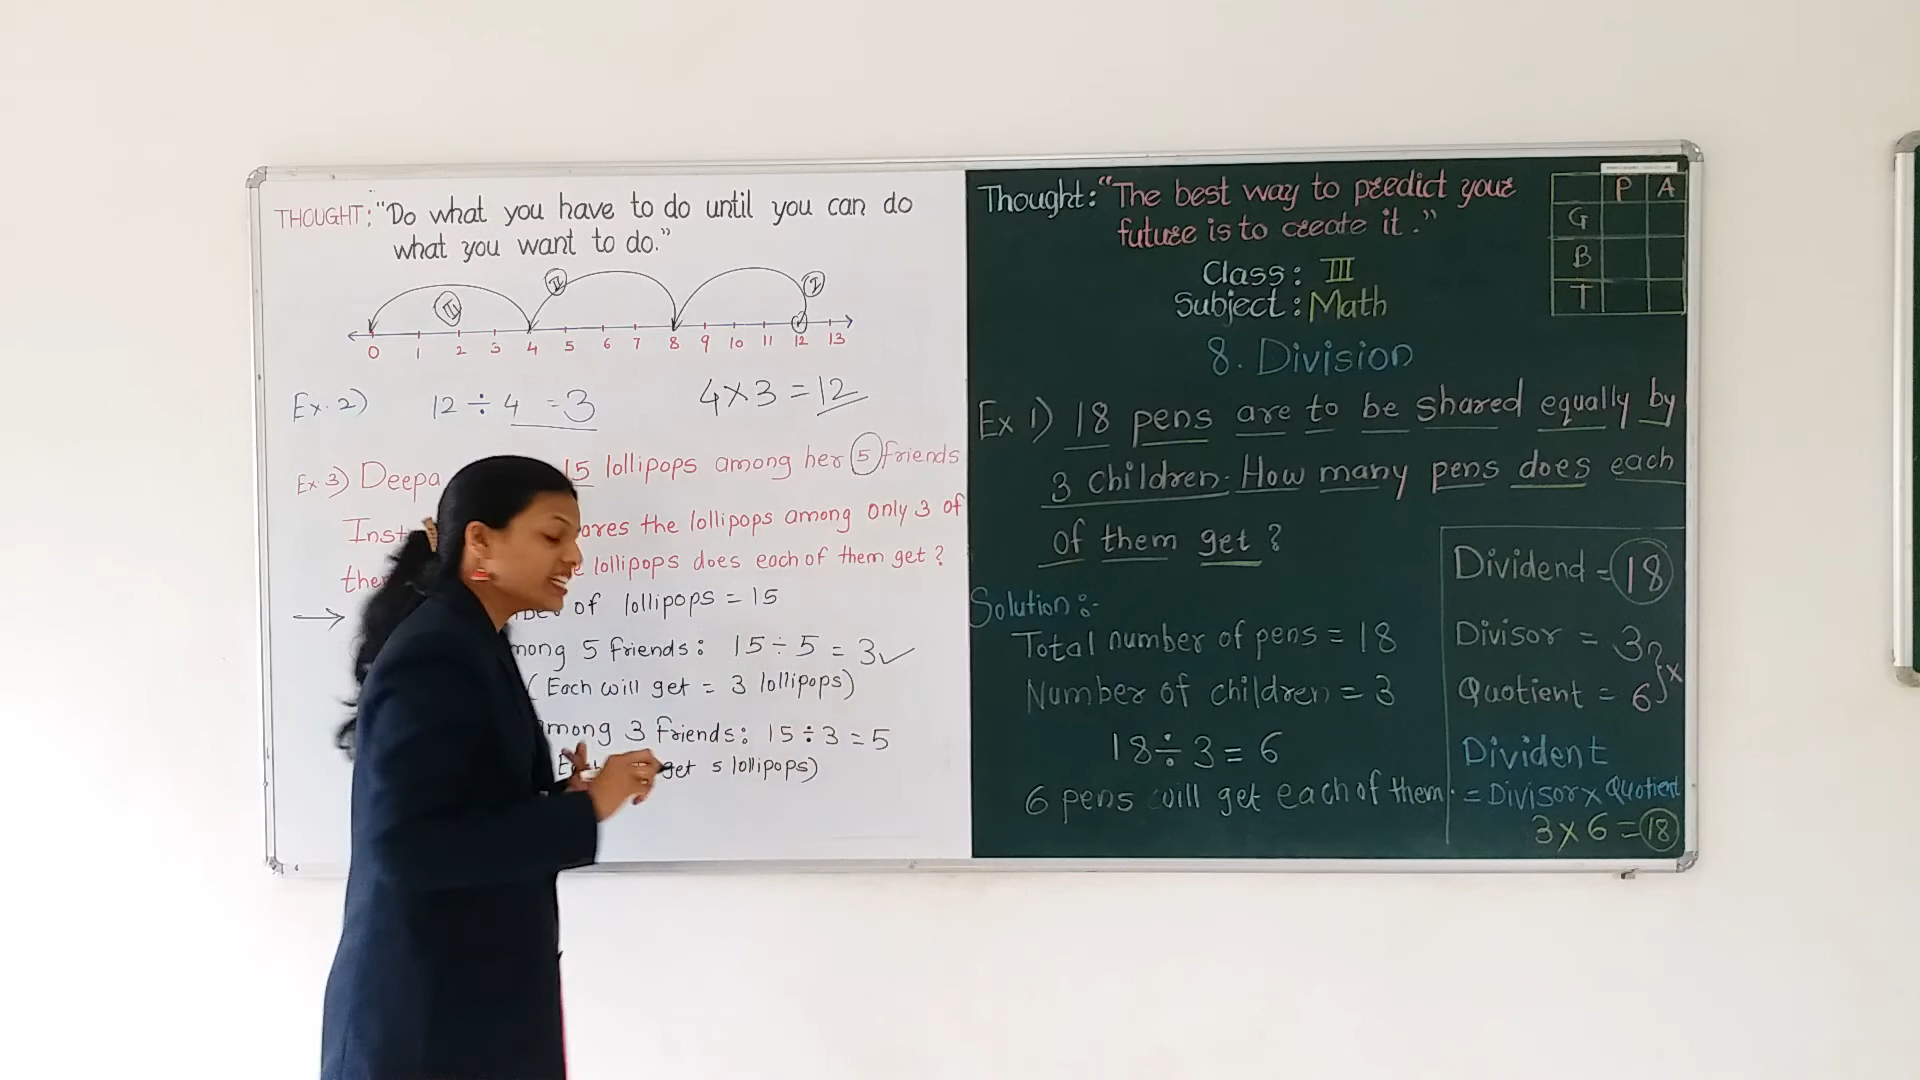 THOUGHT: "Do what you have to do until you can do
what you want to do."
III II I
0 1 2 3 4 5 6 7 8 9 10 11 12 13
Ex. 2) 12 ÷ 4 = 3 4 × 3 = 12
Ex. 3) Deepa 15 lollipops among her 5 friends
the lollipops among only 3 of
lollipops does each of them get?
of lollipops = 15
5 friends: 15 ÷ 5 = 3 ✓
(Each will get = 3 lollipops)
among 3 friends: 15 ÷ 3 = 5
get 5 lollipops)
Thought: "The best way to predict your
future is to create it."
P A
G
B
T
Class: III
Subject: Math
8. Division
Ex 1) 18 pens are to be shared equally by
3 children. How many pens does each
of them get?
Solution :-
Total number of pens = 18
Number of children = 3
18 ÷ 3 = 6
6 pens will get each of them.
Dividend = 18
Divisor = 3
Quotient = 6 } ×
Divident
= Divisor × Quotient
3 × 6 = 18